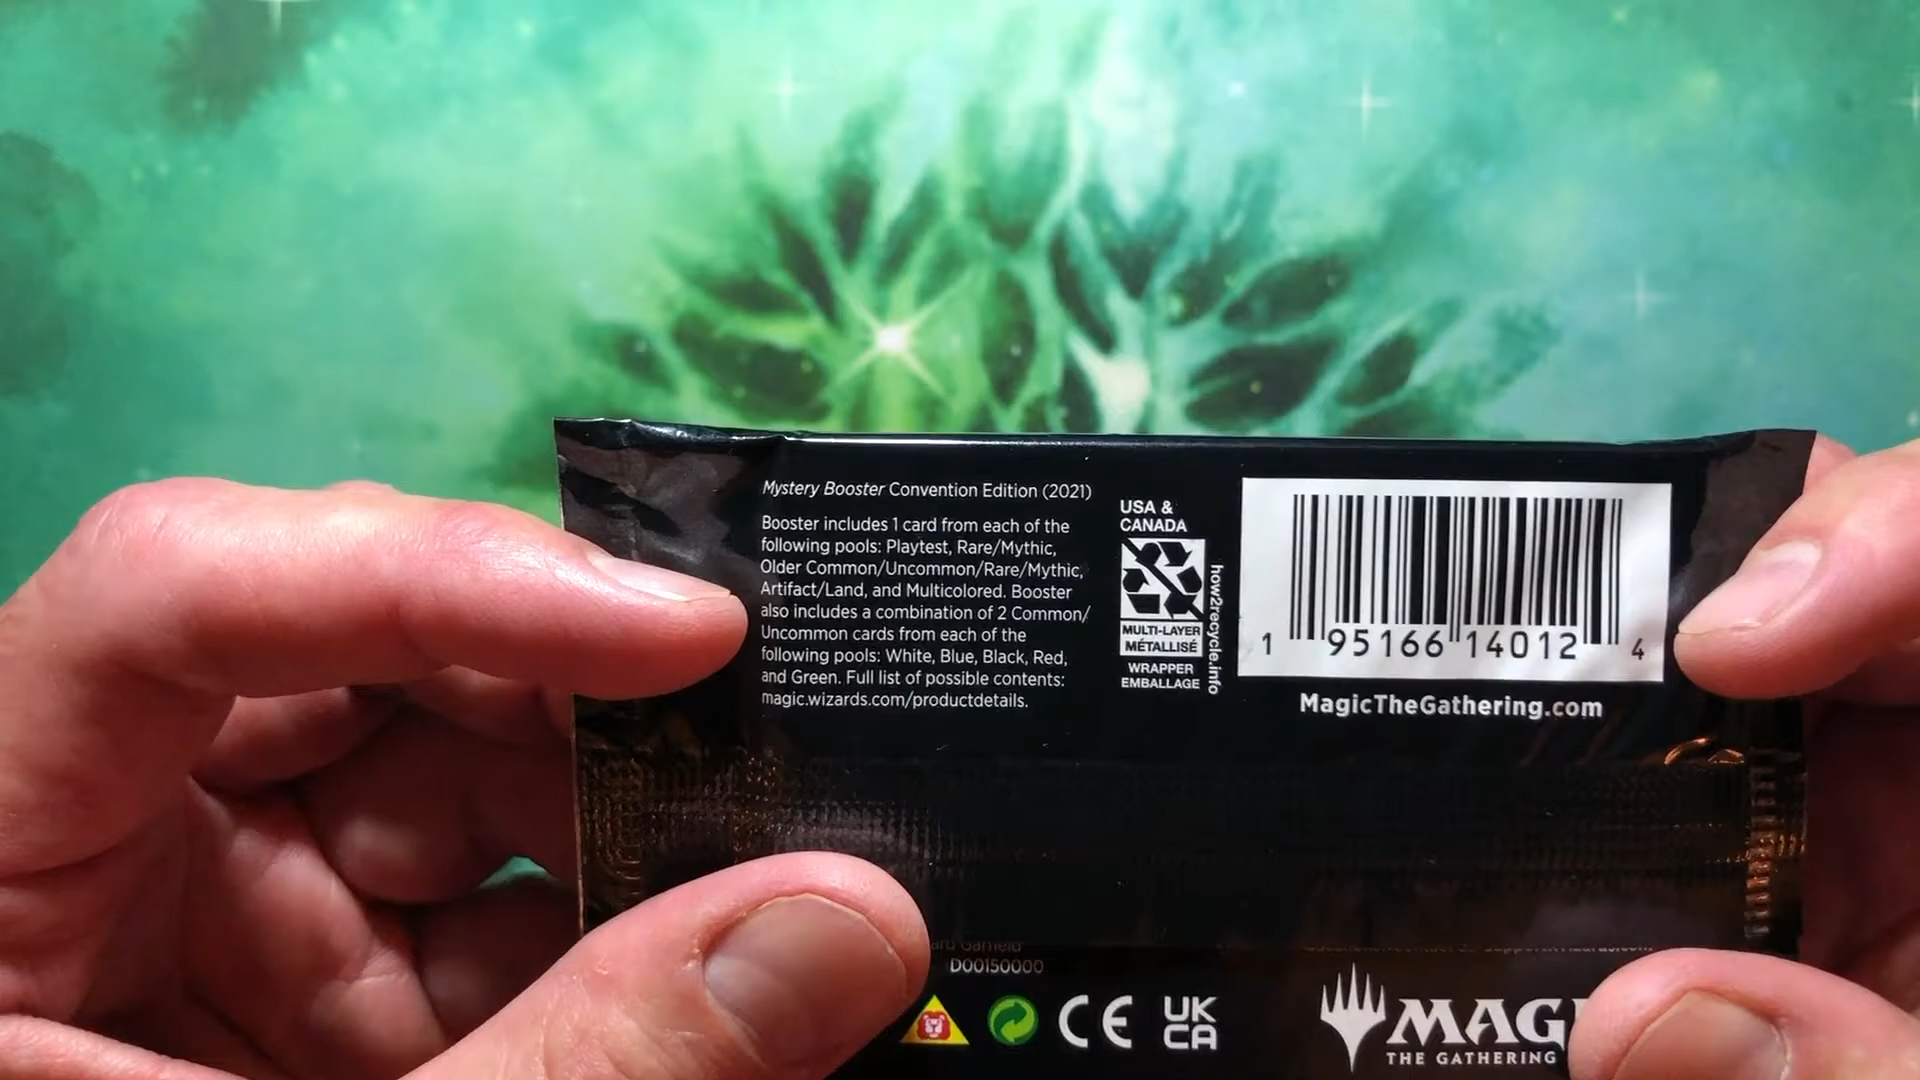 Mystery Booster Convention Edition (2021)
Booster includes 1 card from each of the
following pools: Playtest, Rare/Mythic,
Older Common/Uncommon/Rare/Mythic,
Artifact/Land, and Multicolored. Booster
also includes a combination of 2 Common/
Uncommon cards from each of the
following pools: White, Blue, Black, Red,
and Green. Full list of possible contents:
magic.wizards.com/productdetails.
USA &
CANADA
MULTI-LAYER
MÉTALLISÉ
WRAPPER
EMBALLAGE
how2recycle.info
1 95166 14012 4
MagicTheGathering.com
Garfield
D00150000
CE
UK
CA
MAGI
THE GATHERING